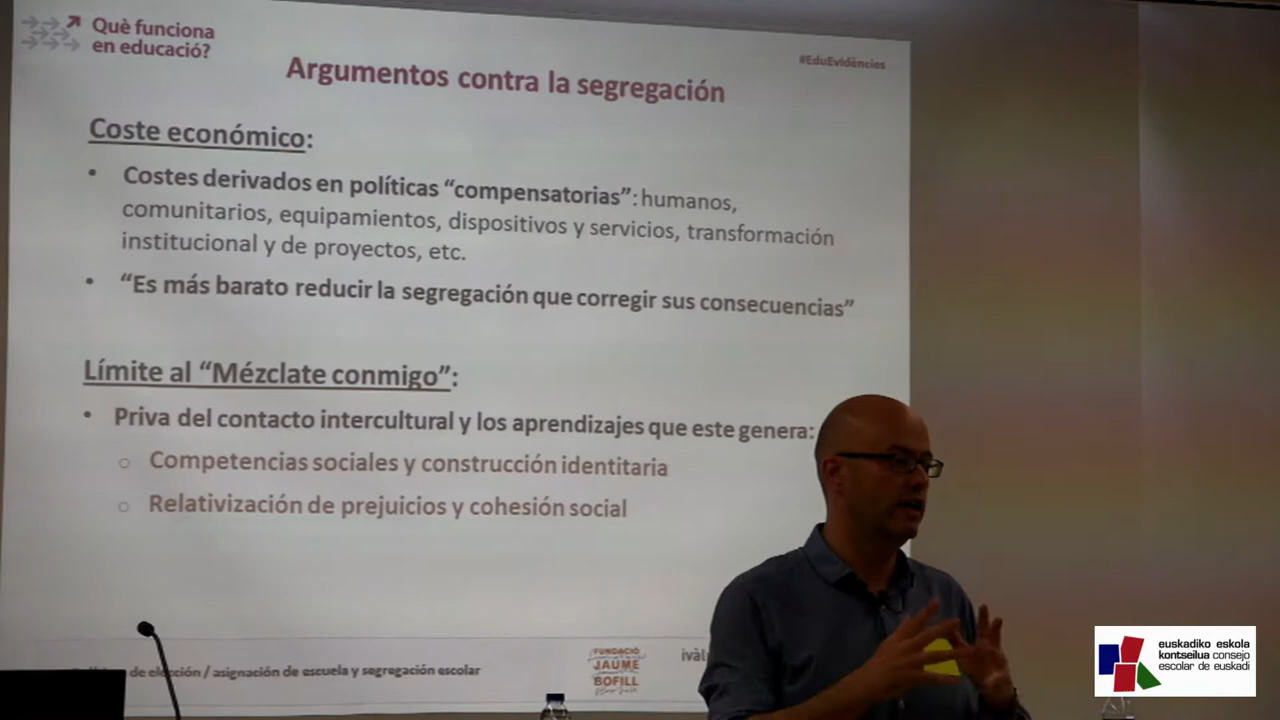 Què funciona
en educació?
#EduEvidències
Argumentos contra la segregación
Coste económico:
• Costes derivados en políticas “compensatorias”: humanos,
comunitarios, equipamientos, dispositivos y servicios, transformación
institucional y de proyectos, etc.
• “Es más barato reducir la segregación que corregir sus consecuencias”
Límite al “Mézclate conmigo”:
• Priva del contacto intercultural y los aprendizajes que este genera:
o Competencias sociales y construcción identitaria
o Relativización de prejuicios y cohesión social
de elección / asignación de escuela y segregación escolar
FUNDACIÓ
JAUME
BOFILL
ivàl
euskadiko eskola
kontseilua consejo
escolar de euskadi